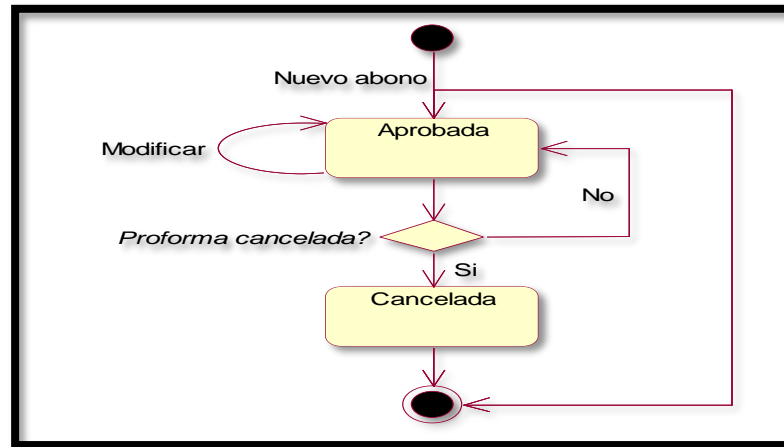 Nuevo abono
Aprobada
Modificar
No
Proforma cancelada?
Si
Cancelada